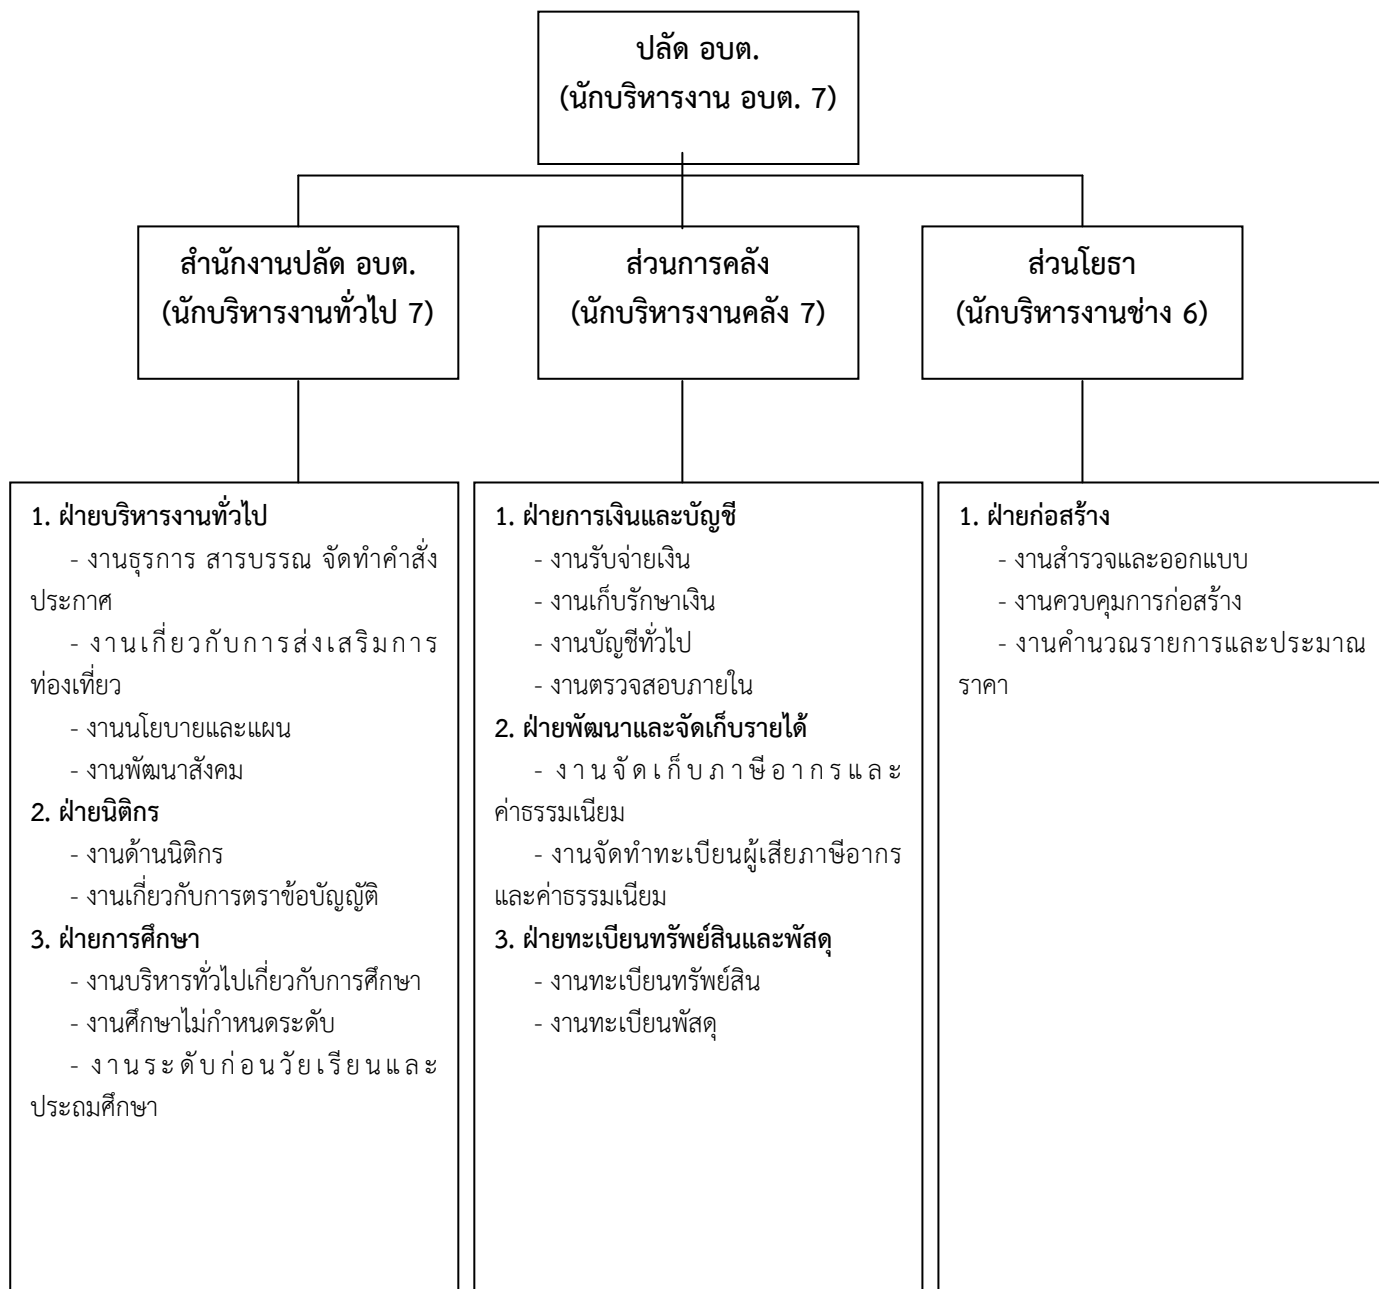 ปลัด อบต.
(นักบริหารงาน อบต. 7)
สำนักงานปลัด อบต.
(นักบริหารงานทั่วไป 7)
ส่วนการคลัง
(นักบริหารงานคลัง 7)
ส่วนโยธา
(นักบริหารงานช่าง 6)
1. ฝ่ายบริหารงานทั่วไป
- งานธุรการ สารบรรณ จัดทำคำสั่ง
ประกาศ
- งานเกี่ยวกับการส่งเสริมการ
ท่องเที่ยว
- งานนโยบายและแผน
- งานพัฒนาสังคม
2. ฝ่ายนิติกร
- งานด้านนิติกร
- งานเกี่ยวกับการตราข้อบัญญัติ
3. ฝ่ายการศึกษา
- งานบริหารทั่วไปเกี่ยวกับการศึกษา
- งานศึกษาไม่กำหนดระดับ
- งานระดับก่อนวัยเรียนและ
ประถมศึกษา
1. ฝ่ายการเงินและบัญชี
- งานรับจ่ายเงิน
- งานเก็บรักษาเงิน
- งานบัญชีทั่วไป
- งานตรวจสอบภายใน
2. ฝ่ายพัฒนาและจัดเก็บรายได้
- งานจัดเก็บภาษีอากรและ
ค่าธรรมเนียม
- งานจัดทำทะเบียนผู้เสียภาษีอากร
และค่าธรรมเนียม
3. ฝ่ายทะเบียนทรัพย์สินและพัสดุ
- งานทะเบียนทรัพย์สิน
- งานทะเบียนพัสดุ
1. ฝ่ายก่อสร้าง
- งานสำรวจและออกแบบ
- งานควบคุมการก่อสร้าง
- งานคำนวณรายการและประมาณ
ราคา